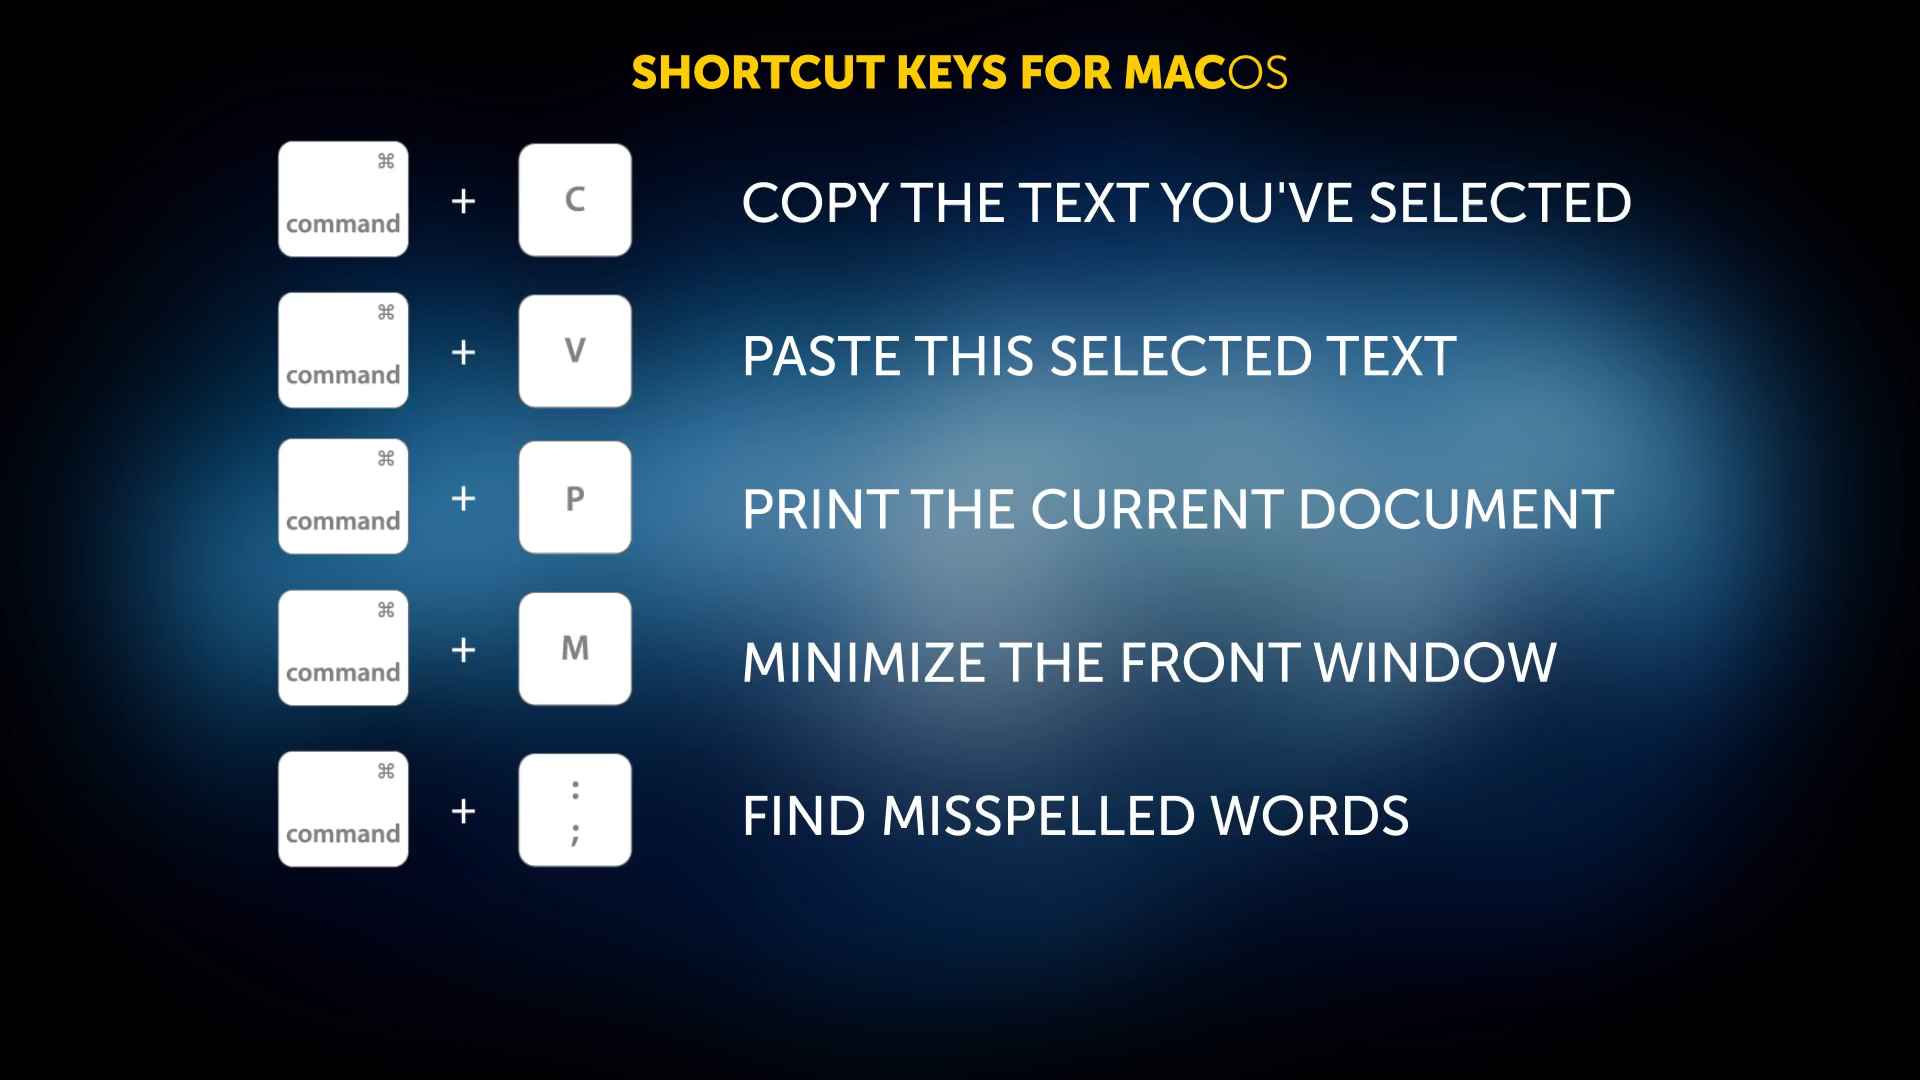 SHORTCUT KEYS FOR MACOS
⌘ command + C COPY THE TEXT YOU'VE SELECTED
⌘ command + V PASTE THIS SELECTED TEXT
⌘ command + P PRINT THE CURRENT DOCUMENT
⌘ command + M MINIMIZE THE FRONT WINDOW
⌘ command + : ; FIND MISSPELLED WORDS